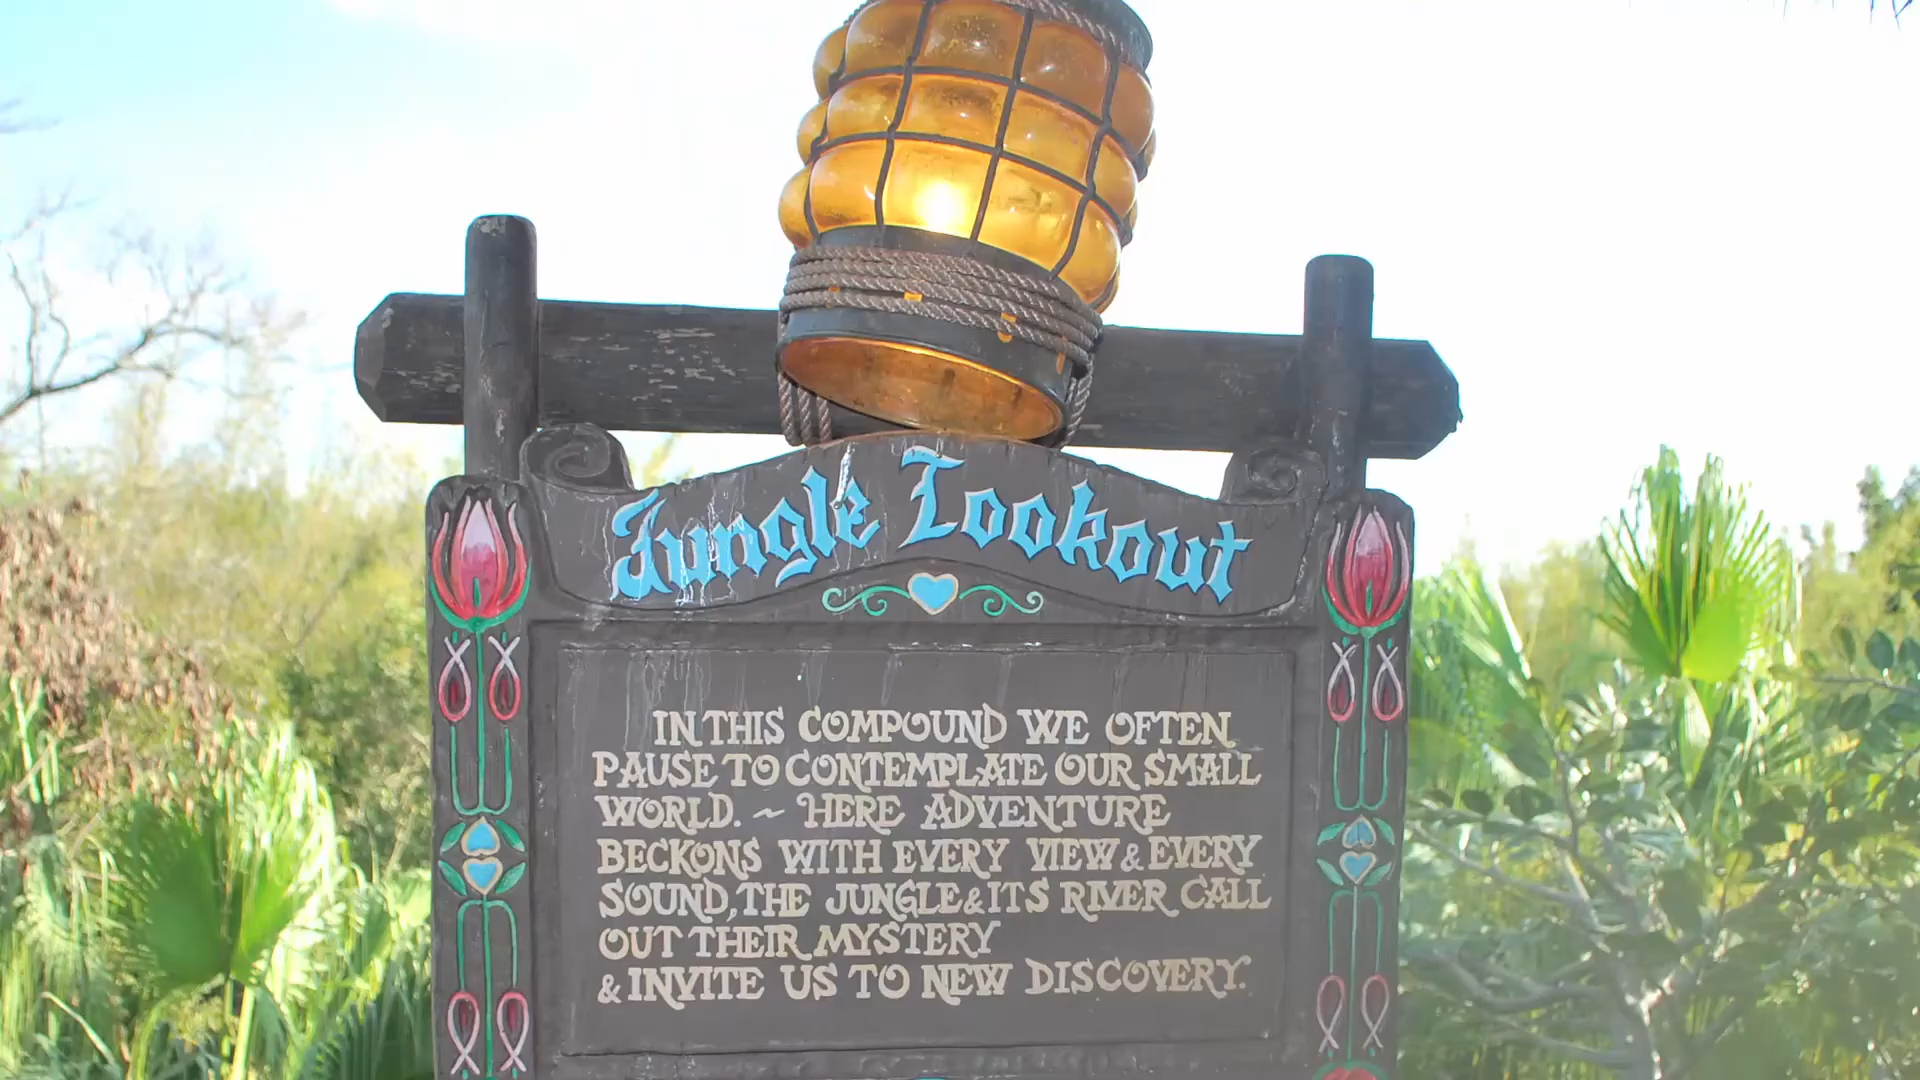 Jungle Lookout
IN THIS COMPOUND WE OFTEN
PAUSE TO CONTEMPLATE OUR SMALL
WORLD. ~ HERE ADVENTURE
BECKONS WITH EVERY VIEW & EVERY
SOUND, THE JUNGLE & ITS RIVER CALL
OUT THEIR MYSTERY
& INVITE US TO NEW DISCOVERY.